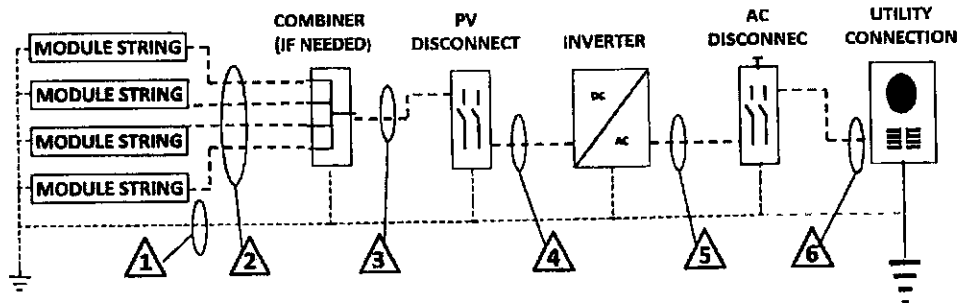 COMBINER
(IF NEEDED)
PV
DISCONNECT
INVERTER
AC
DISCONNEC
UTILITY
CONNECTION
MODULE STRING
MODULE STRING
MODULE STRING
MODULE STRING
DC
AC
1
2
3
4
5
6